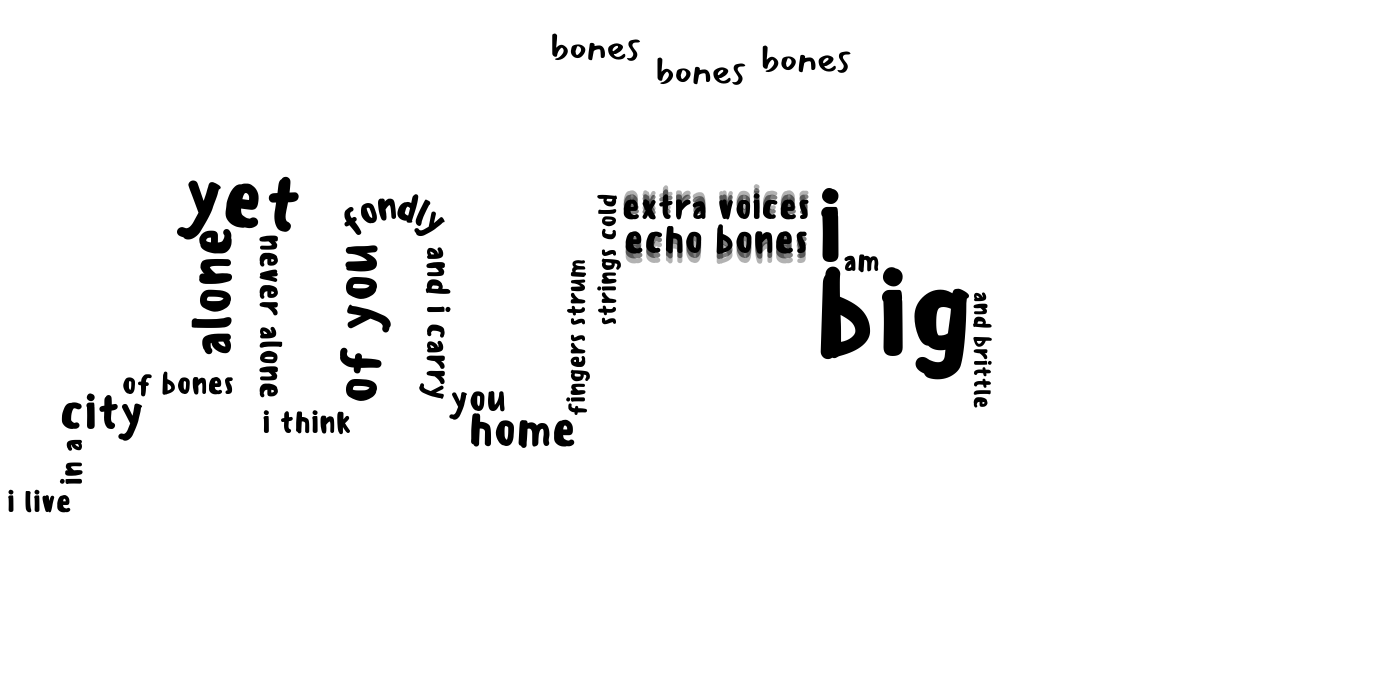 bones bones bones
i live
in a
city
of bones
alone
yet
never alone
i think
of you
fondly
and i carry
you
home
fingers strum
strings cold
extra voices
echo bones
i
am
big
and brittle